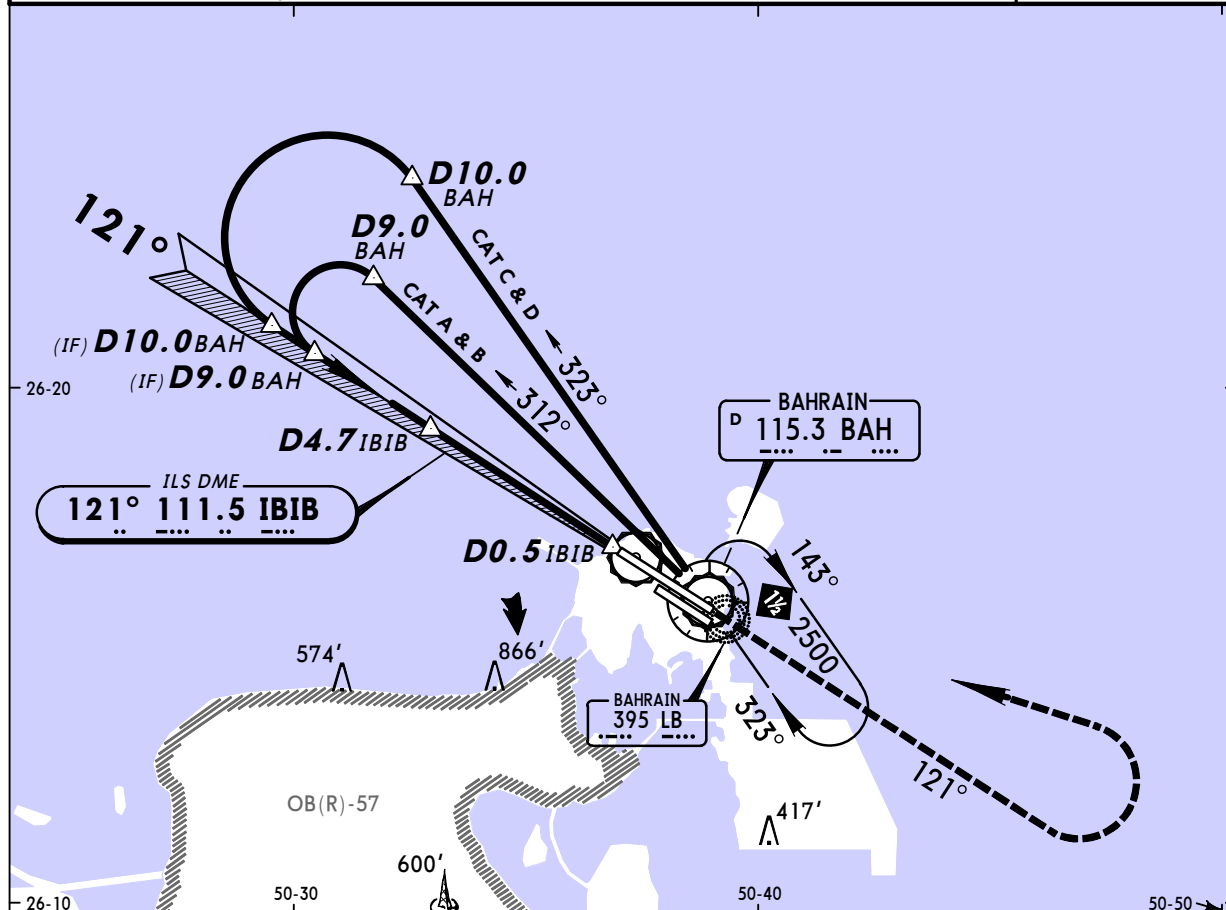 D10.0
BAH
D9.0
BAH
121°
CAT C & D
323°
CAT A & B
312°
(IF) D10.0 BAH
(IF) D9.0 BAH
26-20
BAHRAIN
D 115.3 BAH
D4.7 IBIB
ILS DME
121° 111.5 IBIB
D0.5 IBIB
143°
1½
2500
574'
866'
BAHRAIN
395 LB
323°
121°
OB(R)-57
417'
600'
26-10
50-30
50-40
50-50